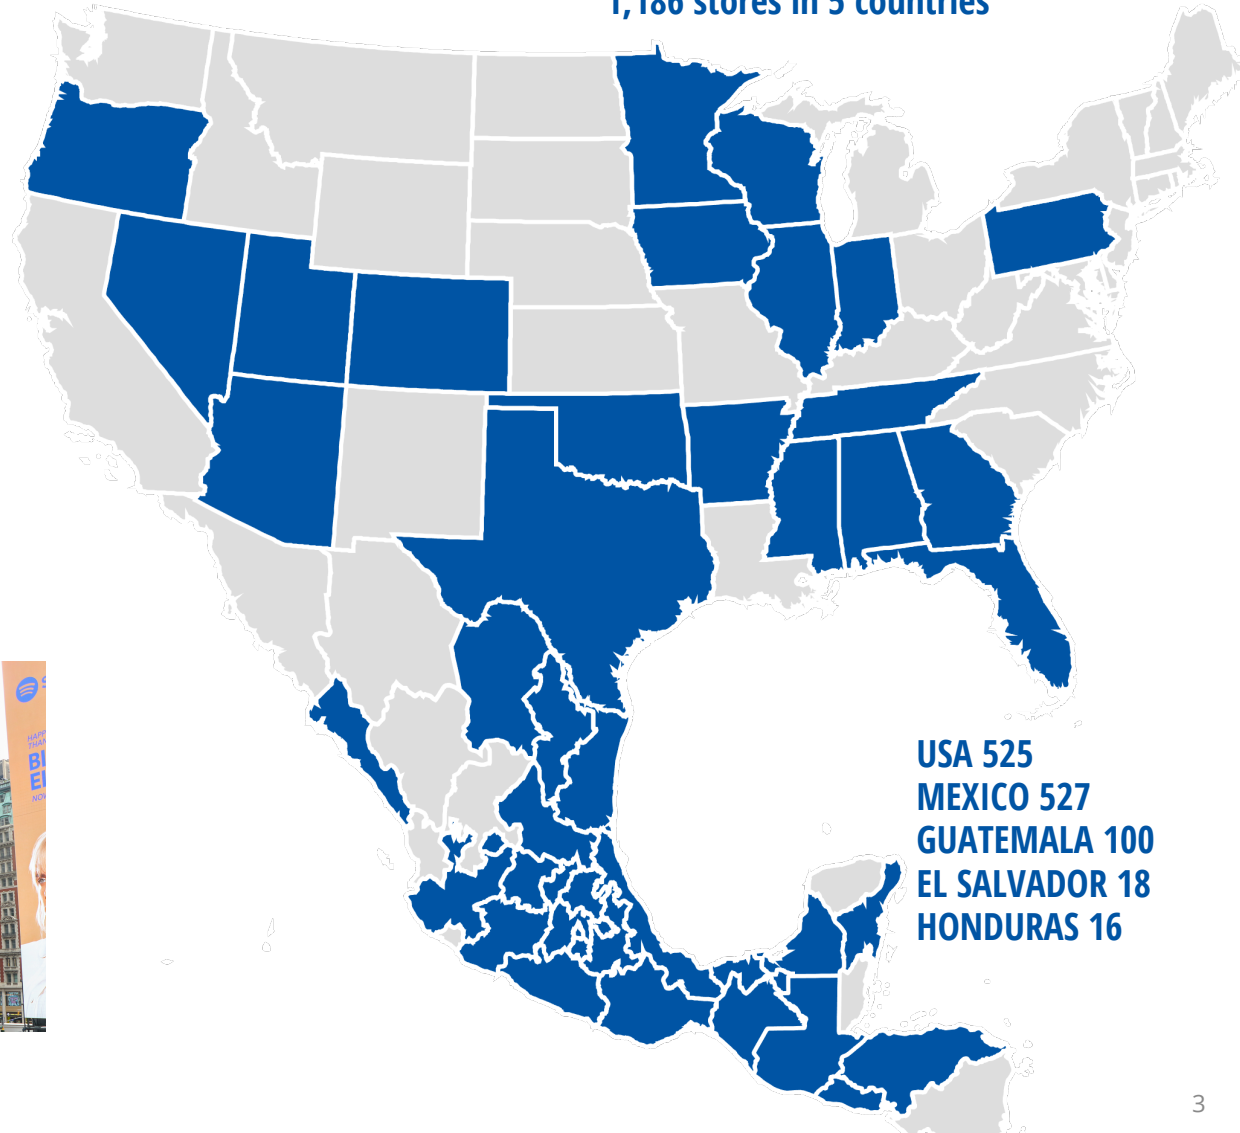 1,186 stores in 5 countries
USA 525
MEXICO 527
GUATEMALA 100
EL SALVADOR 18
HONDURAS 16
3